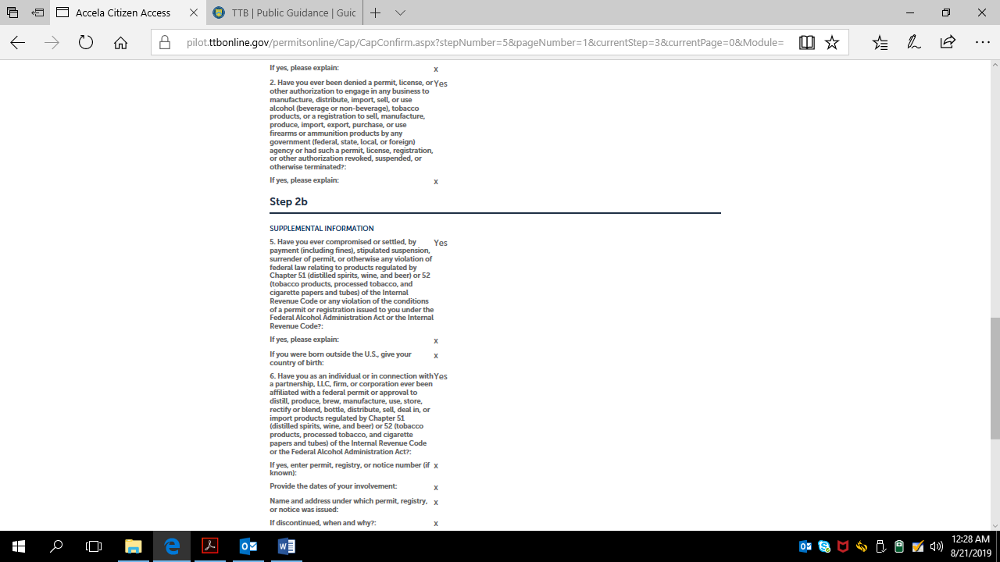 Accela Citizen Access
TTB | Public Guidance | Guic
pilot.ttbonline.gov/permitsonline/Cap/CapConfirm.aspx?stepNumber=5&pageNumber=1&currentStep=3&currentPage=0&Module=
If yes, please explain: x
2. Have you ever been denied a permit, license, or Yes
other authorization to engage in any business to
manufacture, distribute, import, sell, or use
alcohol (beverage or non-beverage), tobacco
products, or a registration to sell, manufacture,
produce, import, export, purchase, or use
firearms or ammunition products by any
government (federal, state, local, or foreign)
agency or had such a permit, license, registration,
or other authorization revoked, suspended, or
otherwise terminated?:
If yes, please explain: x
Step 2b
SUPPLEMENTAL INFORMATION
5. Have you ever compromised or settled, by Yes
payment (including fines), stipulated suspension,
surrender of permit, or otherwise any violation of
federal law relating to products regulated by
Chapter 51 (distilled spirits, wine, and beer) or 52
(tobacco products, processed tobacco, and
cigarette papers and tubes) of the Internal
Revenue Code or any violation of the conditions
of a permit or registration issued to you under the
Federal Alcohol Administration Act or the Internal
Revenue Code?:
If yes, please explain: x
If you were born outside the U.S., give your x
country of birth:
6. Have you as an individual or in connection with Yes
a partnership, LLC, firm, or corporation ever been
affiliated with a federal permit or approval to
distill, produce, brew, manufacture, use, store,
rectify or blend, bottle, distribute, sell, deal in, or
import products regulated by Chapter 51
(distilled spirits, wine, and beer) or 52 (tobacco
products, processed tobacco, and cigarette
papers and tubes) of the Internal Revenue Code
or the Federal Alcohol Administration Act?:
If yes, enter permit, registry, or notice number (if x
known):
Provide the dates of your involvement: x
Name and address under which permit, registry, x
or notice was issued:
If discontinued, when and why?: x
12:28 AM
8/21/2019